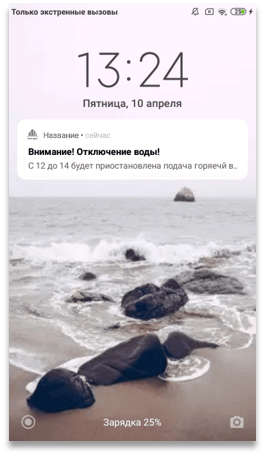 Только экстренные вызовы
13:24
Пятница, 10 апреля
Название • сейчас
Внимание! Отключение воды!
С 12 до 14 будет приостановлена подача горяечй в..
Зарядка 25%